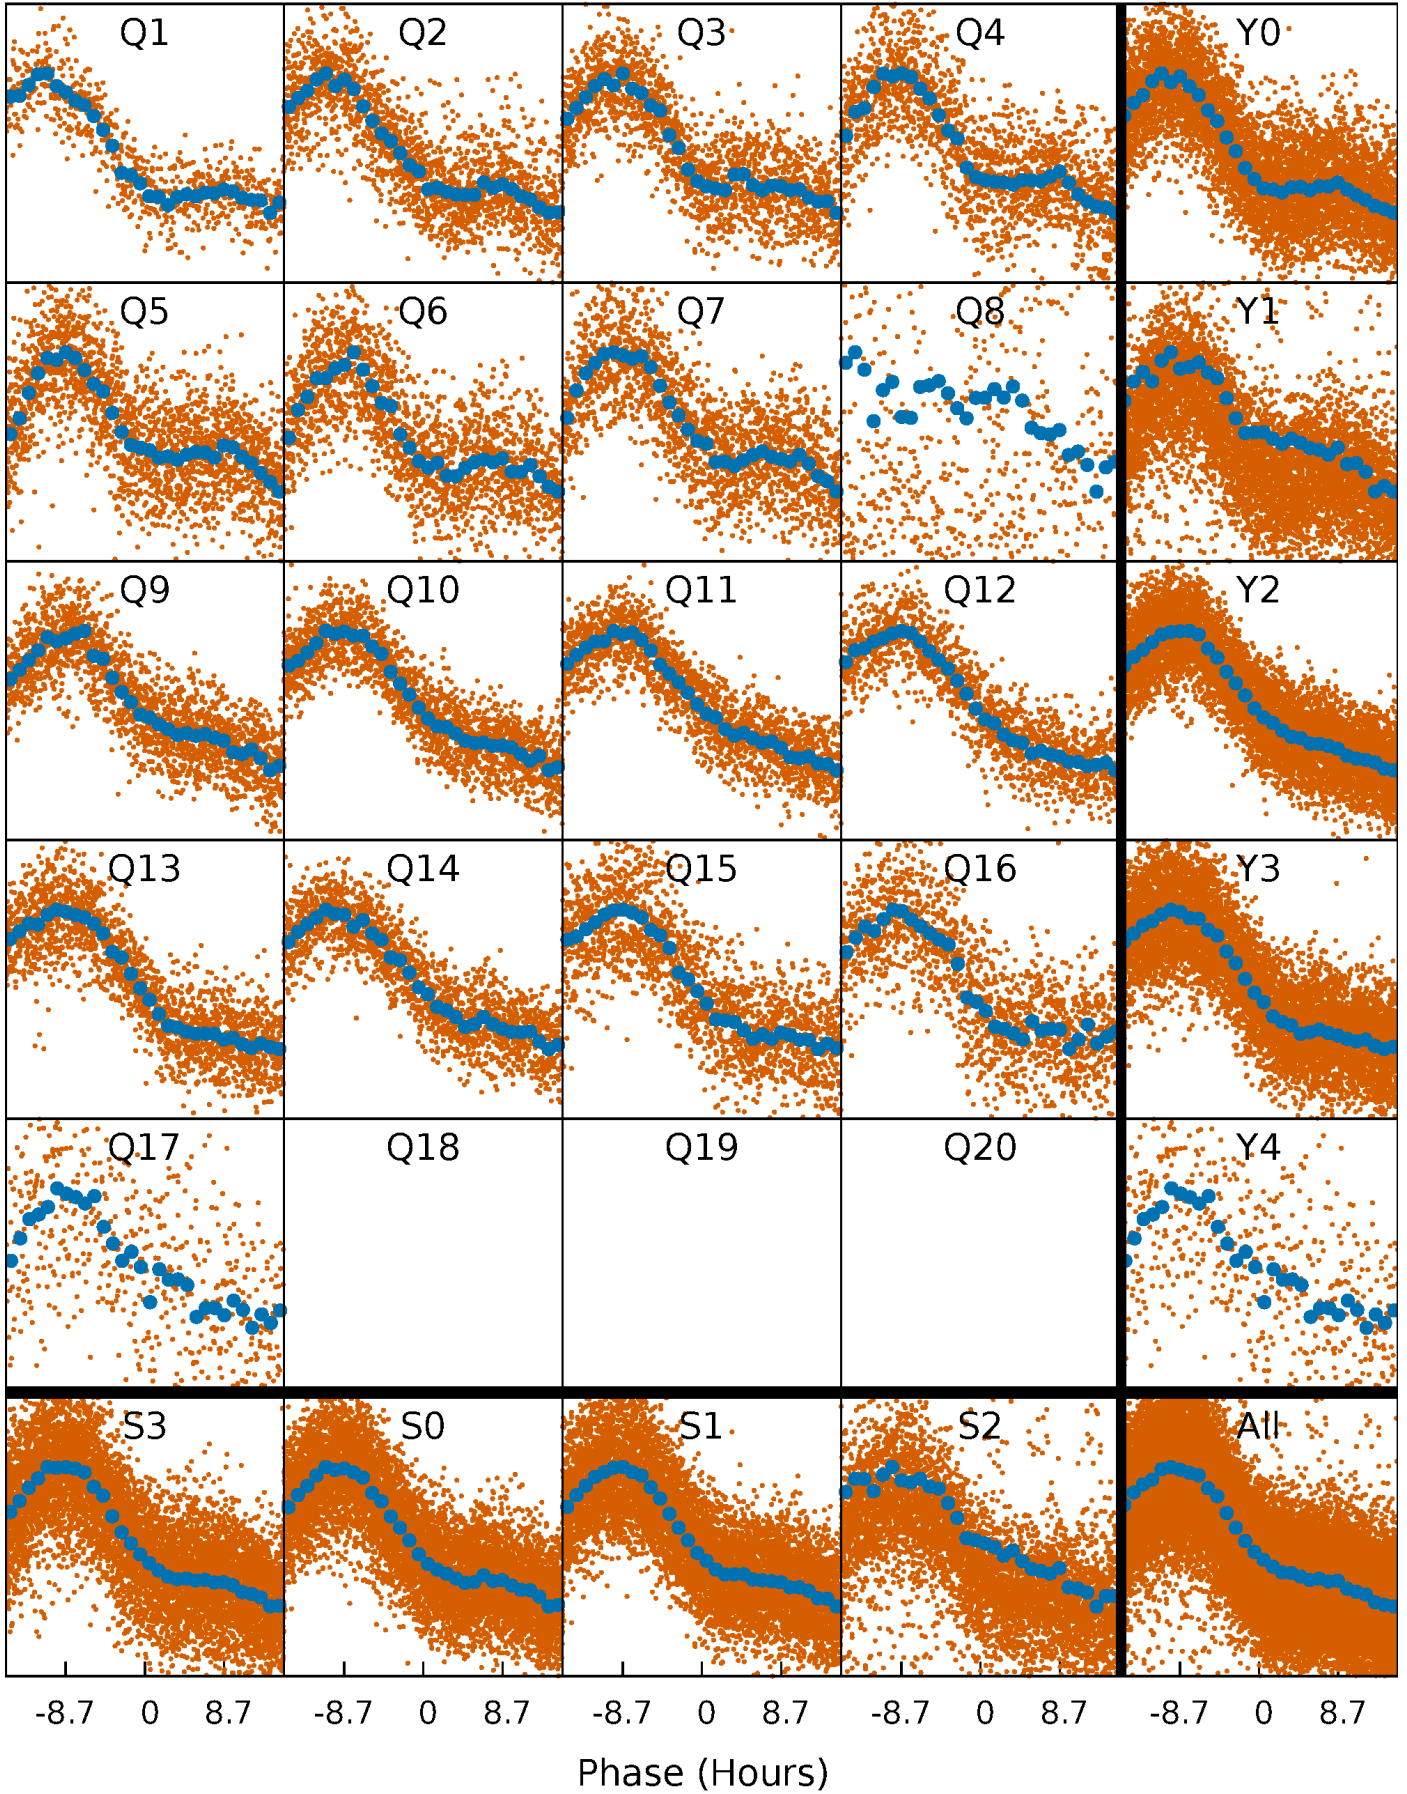 Q1 Q2 Q3 Q4 Y0
Q5 Q6 Q7 Q8 Y1
Q9 Q10 Q11 Q12 Y2
Q13 Q14 Q15 Q16 Y3
Q17 Q18 Q19 Q20 Y4
S3 S0 S1 S2 All
-8.7 0 8.7 -8.7 0 8.7 -8.7 0 8.7 -8.7 0 8.7 -8.7 0 8.7
Phase (Hours)